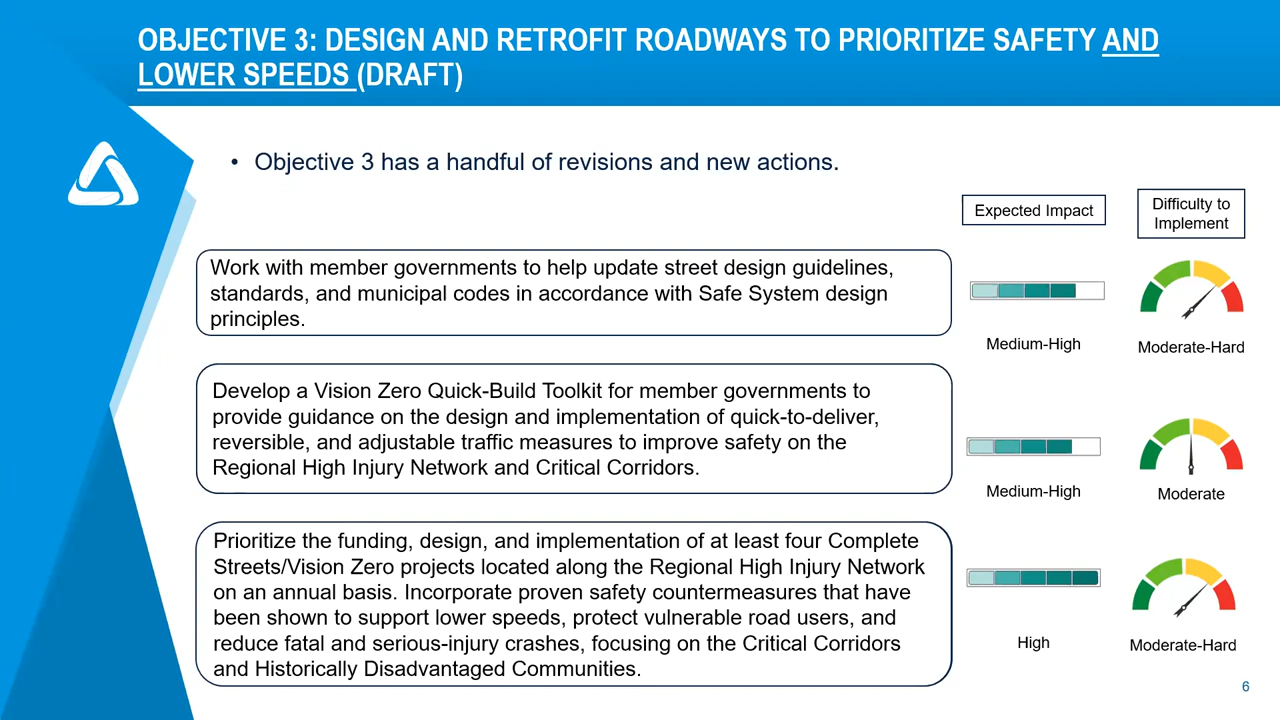 OBJECTIVE 3: DESIGN AND RETROFIT ROADWAYS TO PRIORITIZE SAFETY AND
LOWER SPEEDS (DRAFT)
• Objective 3 has a handful of revisions and new actions.
Expected Impact
Difficulty to
Implement
Work with member governments to help update street design guidelines,
standards, and municipal codes in accordance with Safe System design
principles.
Medium-High
Moderate-Hard
Develop a Vision Zero Quick-Build Toolkit for member governments to
provide guidance on the design and implementation of quick-to-deliver,
reversible, and adjustable traffic measures to improve safety on the
Regional High Injury Network and Critical Corridors.
Medium-High
Moderate
Prioritize the funding, design, and implementation of at least four Complete
Streets/Vision Zero projects located along the Regional High Injury Network
on an annual basis. Incorporate proven safety countermeasures that have
been shown to support lower speeds, protect vulnerable road users, and
reduce fatal and serious-injury crashes, focusing on the Critical Corridors
and Historically Disadvantaged Communities.
High
Moderate-Hard
6